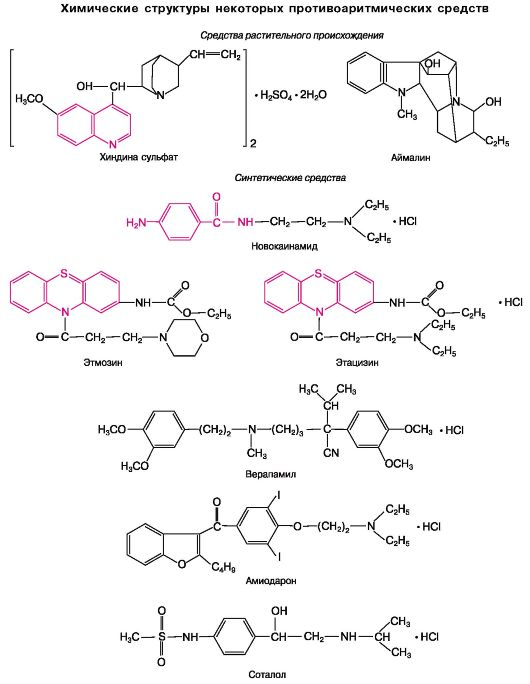 Химические структуры некоторых противоаритмических средств
Средства растительного происхождения
OH CH N CH=CH₂
H₃CO N 2 • H₂SO₄ • 2H₂O
Хиндина сульфат
OH N CH₃ N OH C₂H₅
Аймалин
Синтетические средства
H₂N O C NH CH₂ CH₂ N C₂H₅ C₂H₅ • HCl
Новокаинамид
S N NH C O O C₂H₅
O C CH₂ CH₂ N O
Этмозин
S N NH C O O C₂H₅ • HCl
O C CH₂ CH₂ N C₂H₅ C₂H₅
Этацизин
H₃C CH₃ CH
CH₃O H₃CO (CH₂)₂ N CH₃ (CH₂)₃ C CN OCH₃ OCH₃ • HCl
Верапамил
O C I I O (CH₂)₂ N C₂H₅ C₂H₅ • HCl
O C₄H₉
Амиодарон
H₃C S O O NH OH CH CH₂ NH CH CH₃ CH₃ • HCl
Соталол